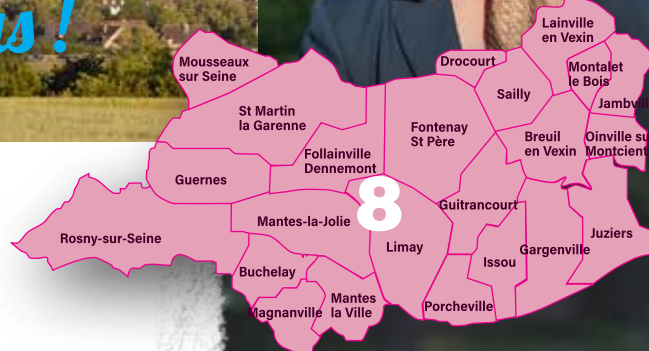 s !
Lainville
en Vexin
Mousseaux
sur Seine
Drocourt
Montalet
le Bois
Sailly
Jambvil
St Martin
la Garenne
Fontenay
St Père
Breuil
en Vexin
Oinville su
Montcient
Follainville
Dennemont
Guernes
8
Guitrancourt
Mantes-la-Jolie
Rosny-sur-Seine
Limay
Juziers
Gargenville
Issou
Buchelay
Mantes
la Ville
Magnanville
Porcheville